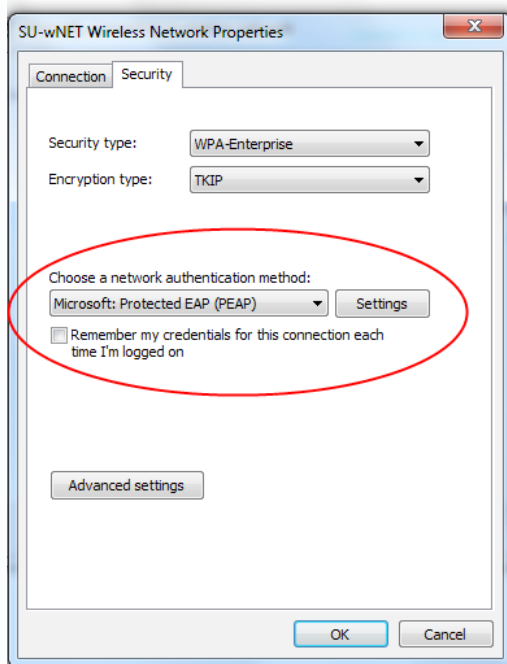 SU-wNET Wireless Network Properties
Connection Security
Security type: WPA-Enterprise
Encryption type: TKIP
Choose a network authentication method:
Microsoft: Protected EAP (PEAP) Settings
Remember my credentials for this connection each
time I'm logged on
Advanced settings
OK Cancel